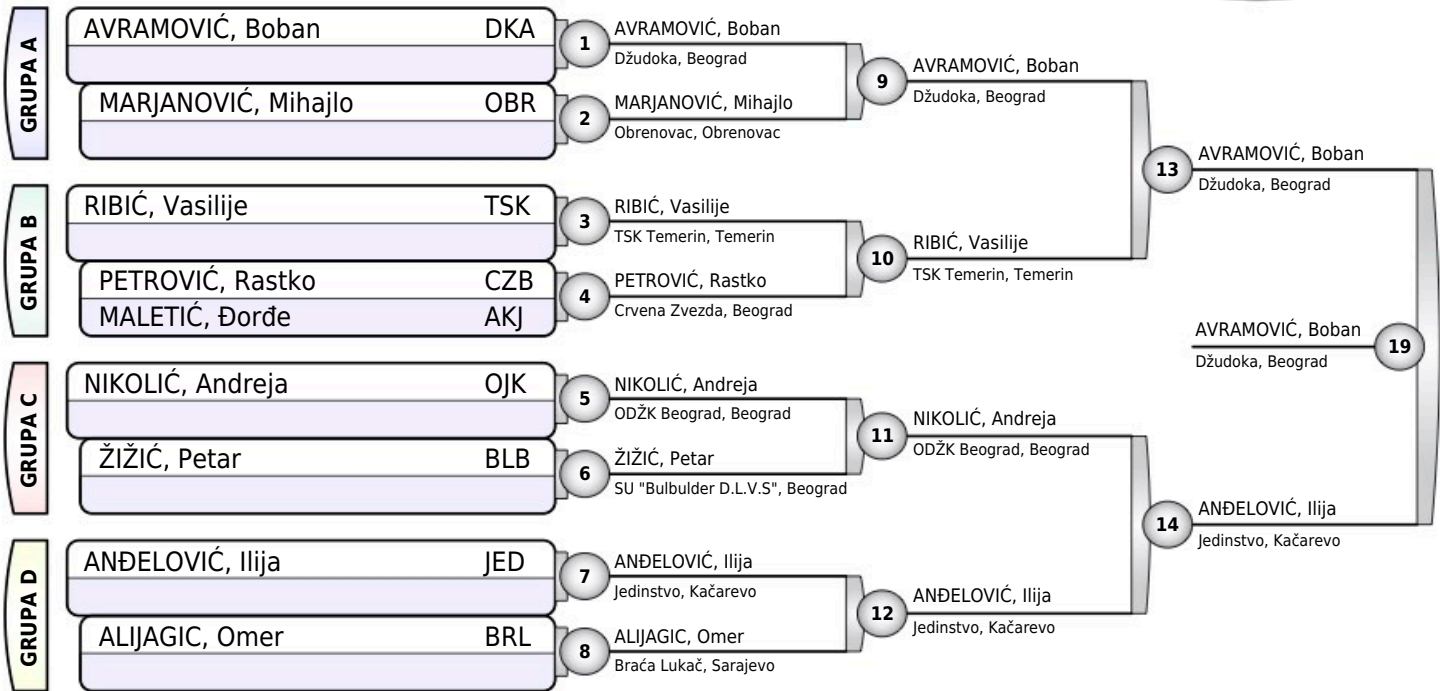 GRUPA A
AVRAMOVIĆ, Boban DKA
MARJANOVIĆ, Mihajlo OBR
GRUPA B
RIBIĆ, Vasilije TSK
PETROVIĆ, Rastko CZB
MALETIĆ, Đorđe AKJ
GRUPA C
NIKOLIĆ, Andreja OJK
ŽIŽIĆ, Petar BLB
GRUPA D
ANĐELOVIĆ, Ilija JED
ALIJAGIC, Omer BRL
1
AVRAMOVIĆ, Boban
Džudoka, Beograd
2
MARJANOVIĆ, Mihajlo
Obrenovac, Obrenovac
3
RIBIĆ, Vasilije
TSK Temerin, Temerin
4
PETROVIĆ, Rastko
Crvena Zvezda, Beograd
5
NIKOLIĆ, Andreja
ODŽK Beograd, Beograd
6
ŽIŽIĆ, Petar
SU "Bulbulder D.L.V.S", Beograd
7
ANĐELOVIĆ, Ilija
Jedinstvo, Kačarevo
8
ALIJAGIC, Omer
Braća Lukač, Sarajevo
9
AVRAMOVIĆ, Boban
Džudoka, Beograd
10
RIBIĆ, Vasilije
TSK Temerin, Temerin
11
NIKOLIĆ, Andreja
ODŽK Beograd, Beograd
12
ANĐELOVIĆ, Ilija
Jedinstvo, Kačarevo
13
AVRAMOVIĆ, Boban
Džudoka, Beograd
14
ANĐELOVIĆ, Ilija
Jedinstvo, Kačarevo
AVRAMOVIĆ, Boban
Džudoka, Beograd
19